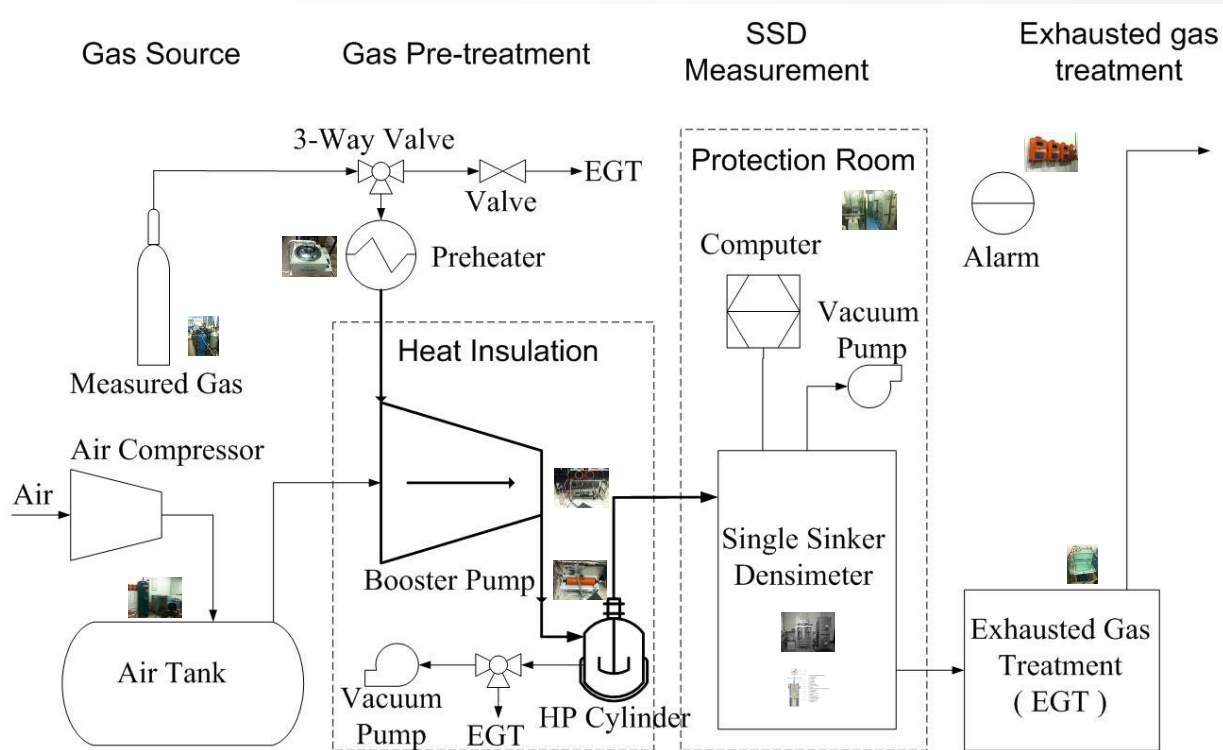 Gas Source
Gas Pre-treatment
SSD
Measurement
Exhausted gas
treatment
3-Way Valve
EGT
Valve
Preheater
Measured Gas
Heat Insulation
Protection Room
Computer
Vacuum
Pump
Alarm
Air Compressor
Air
Air Tank
Booster Pump
Vacuum
Pump
EGT
HP Cylinder
Single Sinker
Densimeter
Exhausted Gas
Treatment
( EGT )